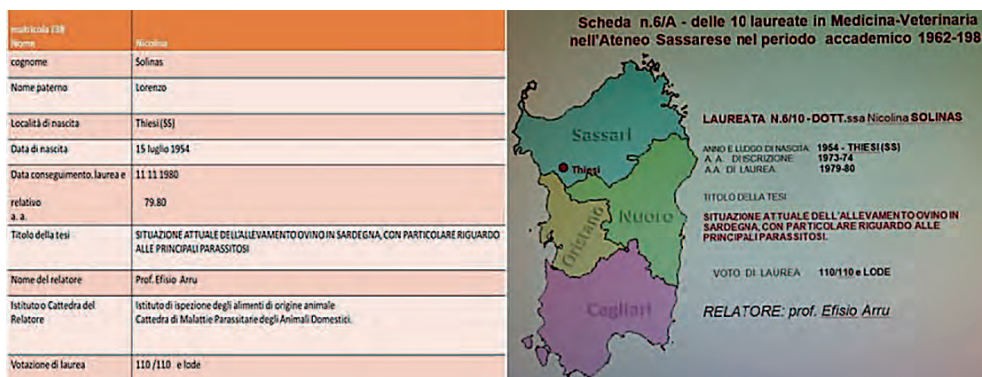 matricola 138
Nome Nicolina
cognome Solinas
Nome paterno Lorenzo
Località di nascita Thiesi (SS)
Data di nascita 15 luglio 1954
Data conseguimento. laurea e 11 11 1980
relativo 79.80
a. a.
Titolo della tesi SITUAZIONE ATTUALE DELL'ALLEVAMENTO OVINO IN SARDEGNA, CON PARTICOLARE RIGUARDO
ALLE PRINCIPALI PARASSITOSI
Nome del relatore Prof. Efisio Arru
Istituto o Cattedra del Istituto di ispezione degli alimenti di origine animale
Relatore Cattedra di Malattie Parassitarie degli Animali Domestici.
Votazione di laurea 110 /110 e lode
Scheda n.6/A - delle 10 laureate in Medicina-Veterinaria
nell'Ateneo Sassarese nel periodo accademico 1962-198
Sassari
Thiesi
Nuoro
Oristano
Cagliari
LAUREATA N.6/10 - DOTT.ssa Nicolina SOLINAS
ANNO E LUOGO DI NASCITA 1954 - THIESI (SS)
A. A. DI ISCRIZIONE 1973-74
A.A. DI LAUREA 1979-80
TITOLO DELLA TESI
SITUAZIONE ATTUALE DELL'ALLEVAMENTO OVINO IN
SARDEGNA, CON PARTICOLARE RIGUARDO ALLE
PRINCIPALI PARASSITOSI.
VOTO DI LAUREA 110/110 e LODE
RELATORE: prof. Efisio Arru